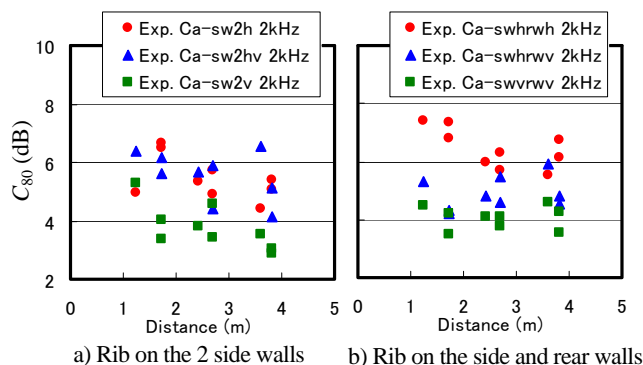 Exp. Ca-sw2h 2kHz
Exp. Ca-sw2hv 2kHz
Exp. Ca-sw2v 2kHz
Exp. Ca-swhrwh 2kHz
Exp. Ca-swhrwv 2kHz
Exp. Ca-swvrwv 2kHz
10
8
6
4
2
C80 (dB)
0 1 2 3 4 5
0 1 2 3 4 5
Distance (m)
Distance (m)
a) Rib on the 2 side walls
b) Rib on the side and rear walls